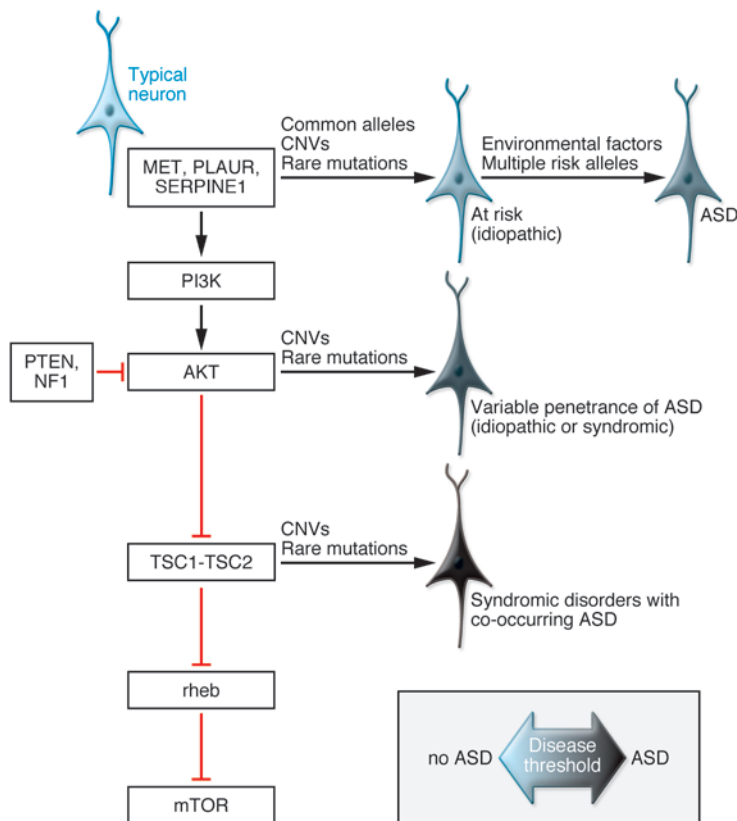 Typical
neuron
MET, PLAUR,
SERPINE1
Common alleles
CNVs
Rare mutations
At risk
(idiopathic)
Environmental factors
Multiple risk alleles
ASD
PI3K
PTEN,
NF1
AKT
CNVs
Rare mutations
Variable penetrance of ASD
(idiopathic or syndromic)
TSC1-TSC2
CNVs
Rare mutations
Syndromic disorders with
co-occurring ASD
rheb
mTOR
no ASD
Disease
threshold
ASD